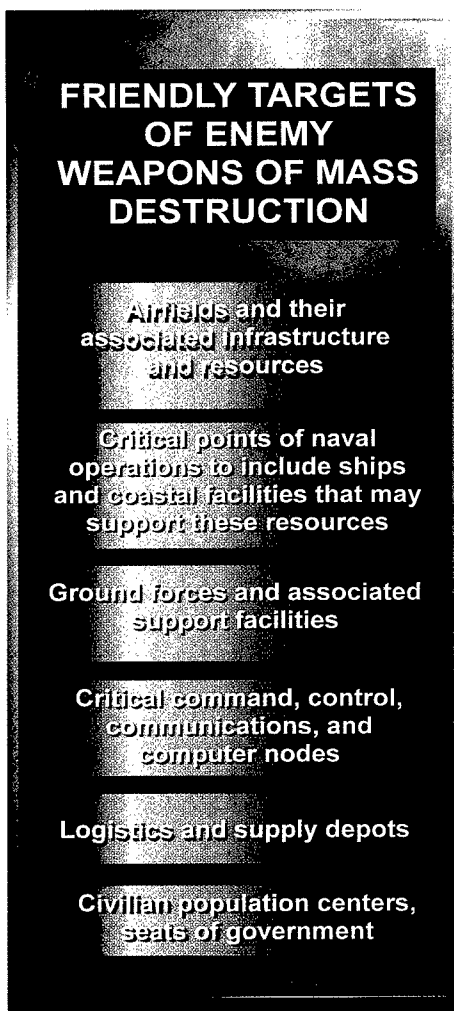 FRIENDLY TARGETS
OF ENEMY
WEAPONS OF MASS
DESTRUCTION
Airfields and their
associated infrastructure
and resources
Critical points of naval
operations to include ships
and coastal facilities that may
support these resources
Ground forces and associated
support facilities
Critical command, control,
communications, and
computer nodes
Logistics and supply depots
Civilian population centers,
seats of government